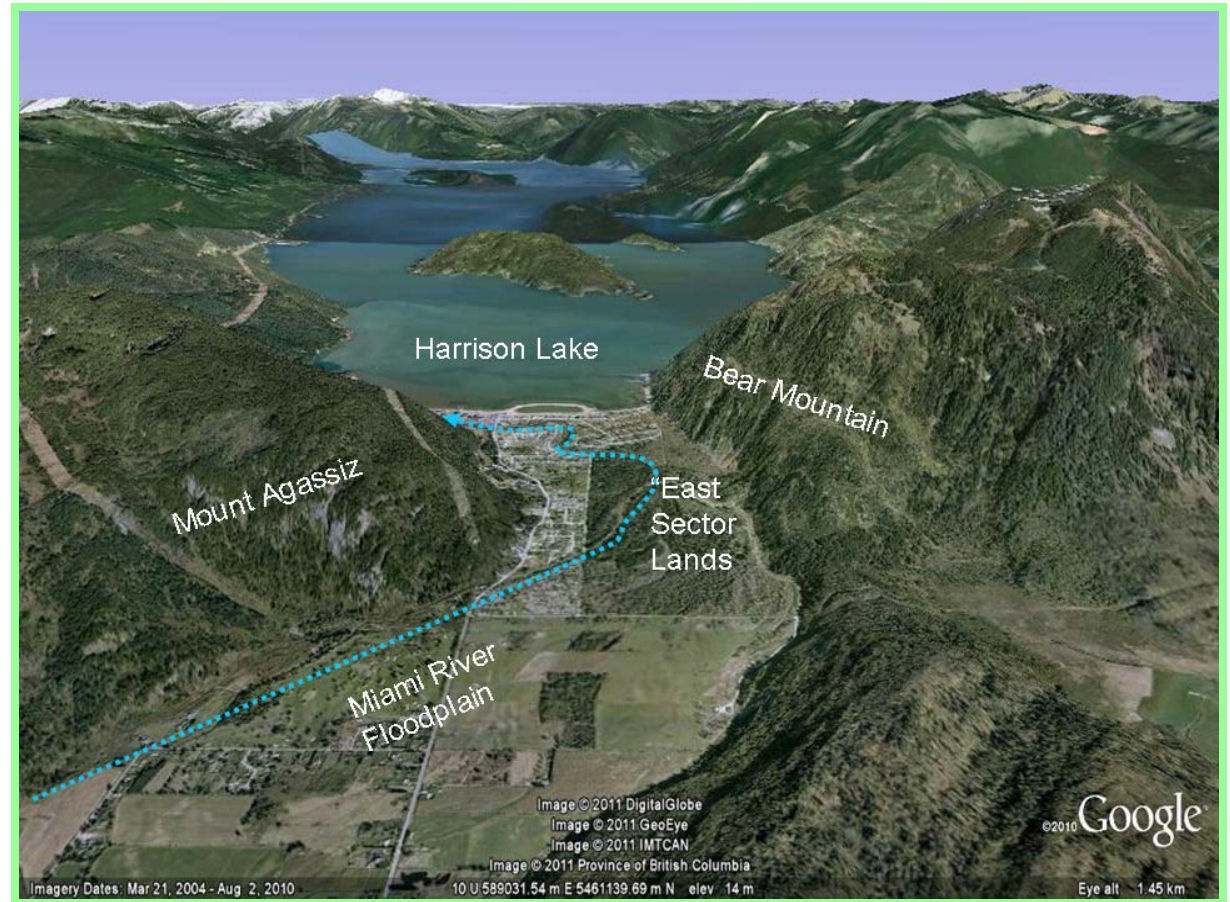 Harrison Lake
Bear Mountain
Mount Agassiz
“East
Sector
Lands
Miami River
Floodplain
Image © 2011 DigitalGlobe
Image © 2011 GeoEye
Image © 2011 IMTCAN
Image © 2011 Province of British Columbia
©2010 Google
Imagery Dates: Mar 21, 2004 - Aug 2, 2010
10 U 589031.54 m E 5461139.69 m N elev 14 m
Eye alt 1.45 km